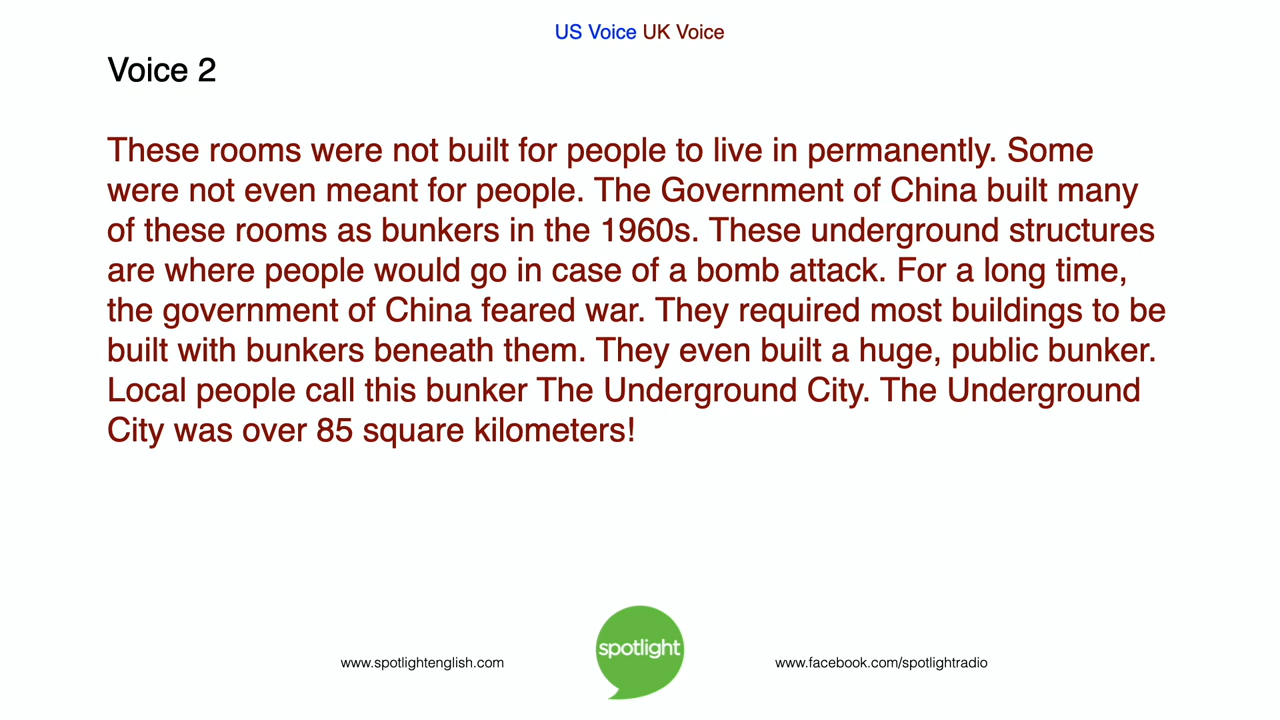 US Voice UK Voice
Voice 2
These rooms were not built for people to live in permanently. Some
were not even meant for people. The Government of China built many
of these rooms as bunkers in the 1960s. These underground structures
are where people would go in case of a bomb attack. For a long time,
the government of China feared war. They required most buildings to be
built with bunkers beneath them. They even built a huge, public bunker.
Local people call this bunker The Underground City. The Underground
City was over 85 square kilometers!
www.spotlightenglish.com
spotlight
www.facebook.com/spotlightradio